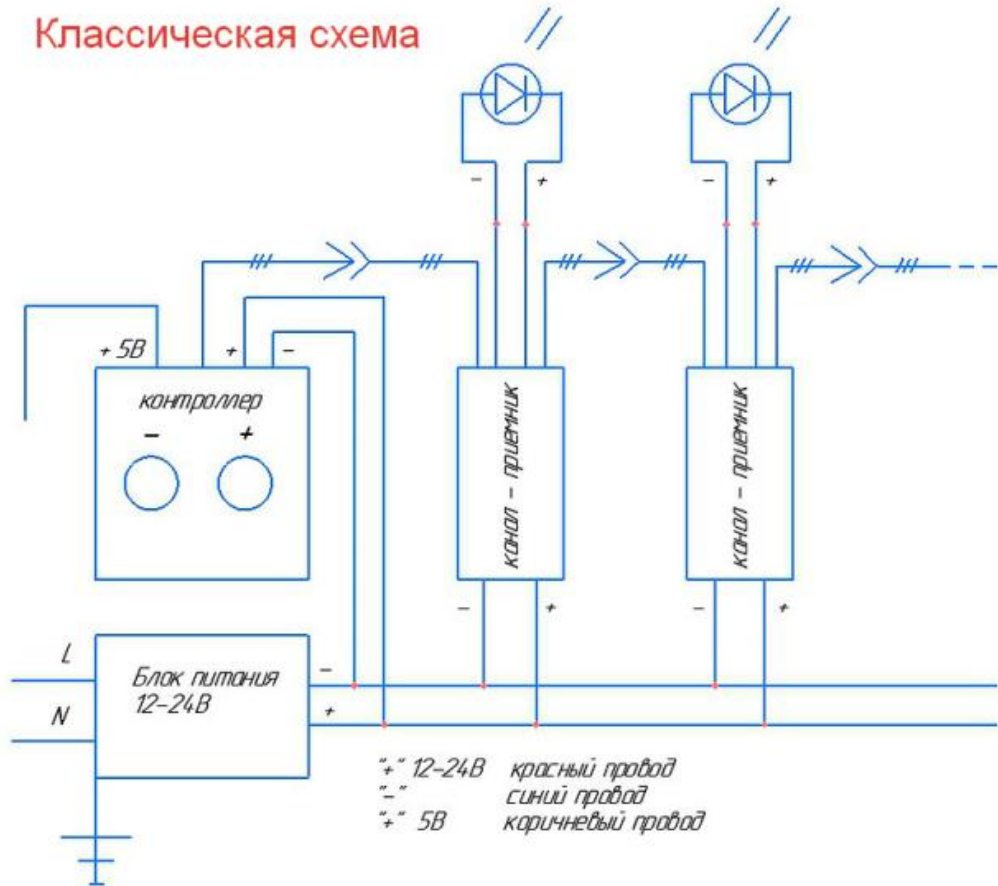 Классическая схема
- +
- +
+ 5В + -
контроллер
- +
канал - приемник
канал - приемник
- +
- +
L
N
Блок питания
12-24В
-
+
"+" 12-24В красный провод
"-" синий провод
"+" 5В коричневый провод